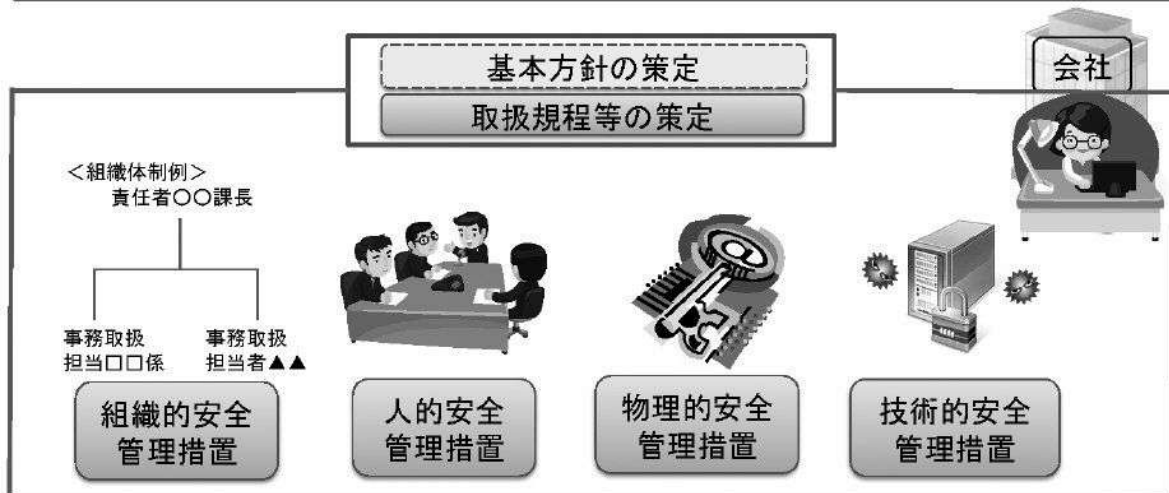 基本方針の策定
取扱規程等の策定
会社
＜組織体制例＞
責任者○○課長
事務取扱
担当□□係
事務取扱
担当者▲▲
組織的安全
管理措置
人的安全
管理措置
物理的安全
管理措置
技術的安全
管理措置